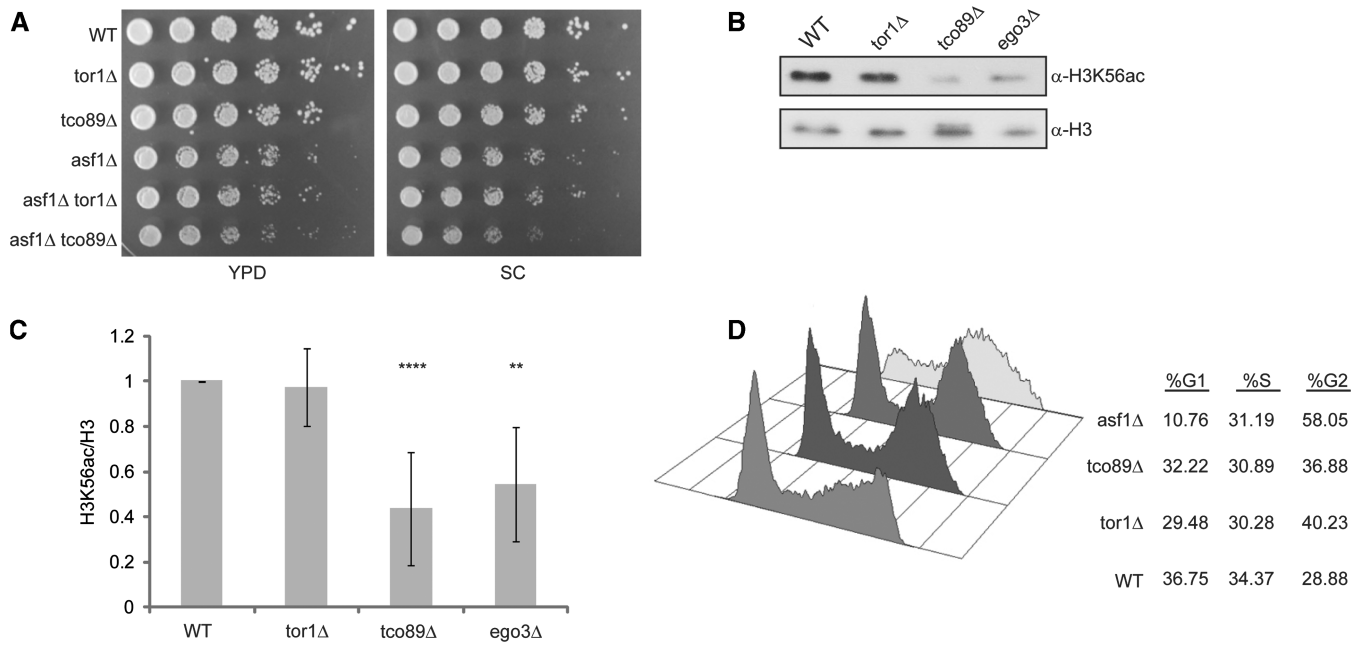 A
WT
tor1Δ
tco89Δ
asf1Δ
asf1Δ tor1Δ
asf1Δ tco89Δ
YPD
SC
B
WT
tor1Δ
tco89Δ
ego3Δ
α-H3K56ac
α-H3
C
H3K56ac/H3
1.2
1
0.8
0.6
0.4
0.2
0
****
**
WT
tor1Δ
tco89Δ
ego3Δ
D
%G1 %S %G2
asf1Δ 10.76 31.19 58.05
tco89Δ 32.22 30.89 36.88
tor1Δ 29.48 30.28 40.23
WT 36.75 34.37 28.88